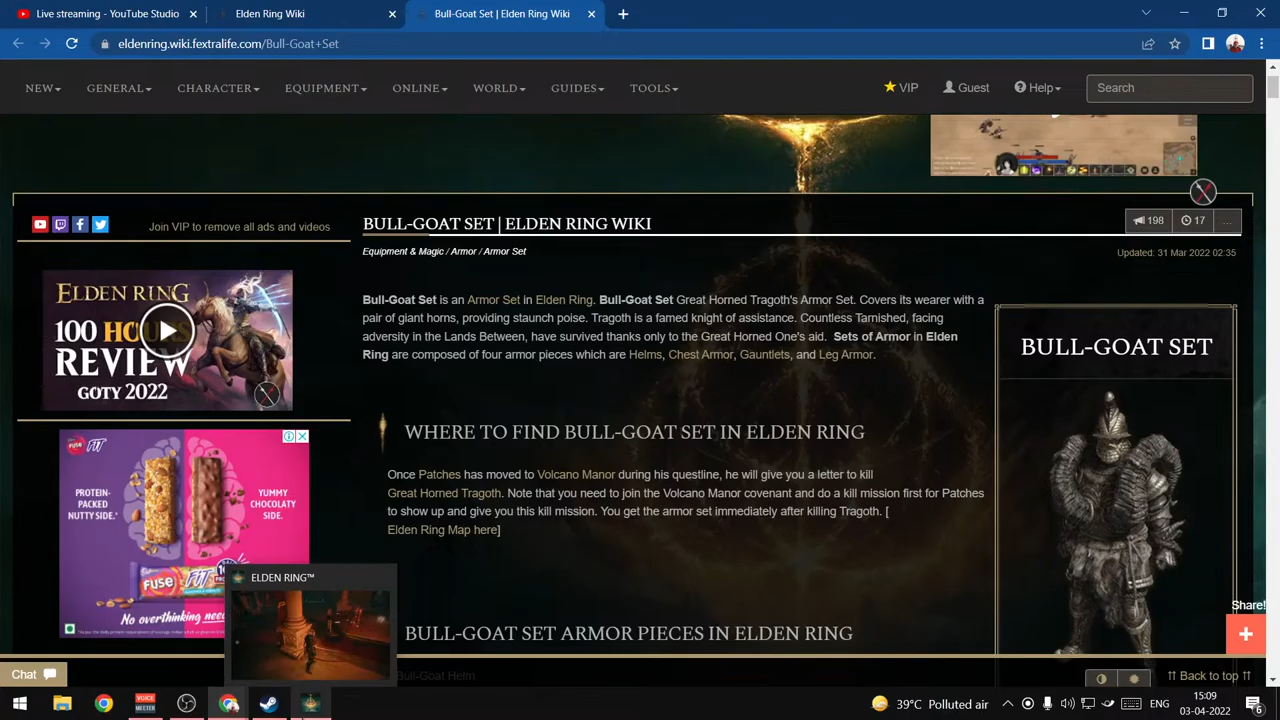 Live streaming - YouTube Studio
Elden Ring Wiki
Bull-Goat Set | Elden Ring Wiki
eldenring.wiki.fextralife.com/Bull-Goat+Set
NEW
GENERAL
CHARACTER
EQUIPMENT
ONLINE
WORLD
GUIDES
TOOLS
VIP
Guest
Help
Search
Join VIP to remove all ads and videos
ELDEN RING
100 HOURS
REVIEW
GOTY 2022
FUSE FIT
PROTEIN-
PACKED
NUTTY SIDE.*
YUMMY
CHOCOLATY
SIDE.
FUSE FIT
No overthinking
BULL-GOAT SET | ELDEN RING WIKI
198
17
...
Equipment & Magic / Armor / Armor Set
Updated: 31 Mar 2022 02:35
Bull-Goat Set is an Armor Set in Elden Ring. Bull-Goat Set Great Horned Tragoth's Armor Set. Covers its wearer with a
pair of giant horns, providing staunch poise. Tragoth is a famed knight of assistance. Countless Tarnished, facing
adversity in the Lands Between, have survived thanks only to the Great Horned One's aid.  Sets of Armor in Elden
Ring are composed of four armor pieces which are Helms, Chest Armor, Gauntlets, and Leg Armor.
WHERE TO FIND BULL-GOAT SET IN ELDEN RING
Once Patches has moved to Volcano Manor during his questline, he will give you a letter to kill
Great Horned Tragoth. Note that you need to join the Volcano Manor covenant and do a kill mission first for Patches
to show up and give you this kill mission. You get the armor set immediately after killing Tragoth. [
Elden Ring Map here]
BULL-GOAT SET ARMOR PIECES IN ELDEN RING
Bull-Goat Helm
BULL-GOAT SET
Share!
ELDEN RING™
Chat
Back to top
VOICE
MEETER
39°C Polluted air
ENG
15:09
03-04-2022
6